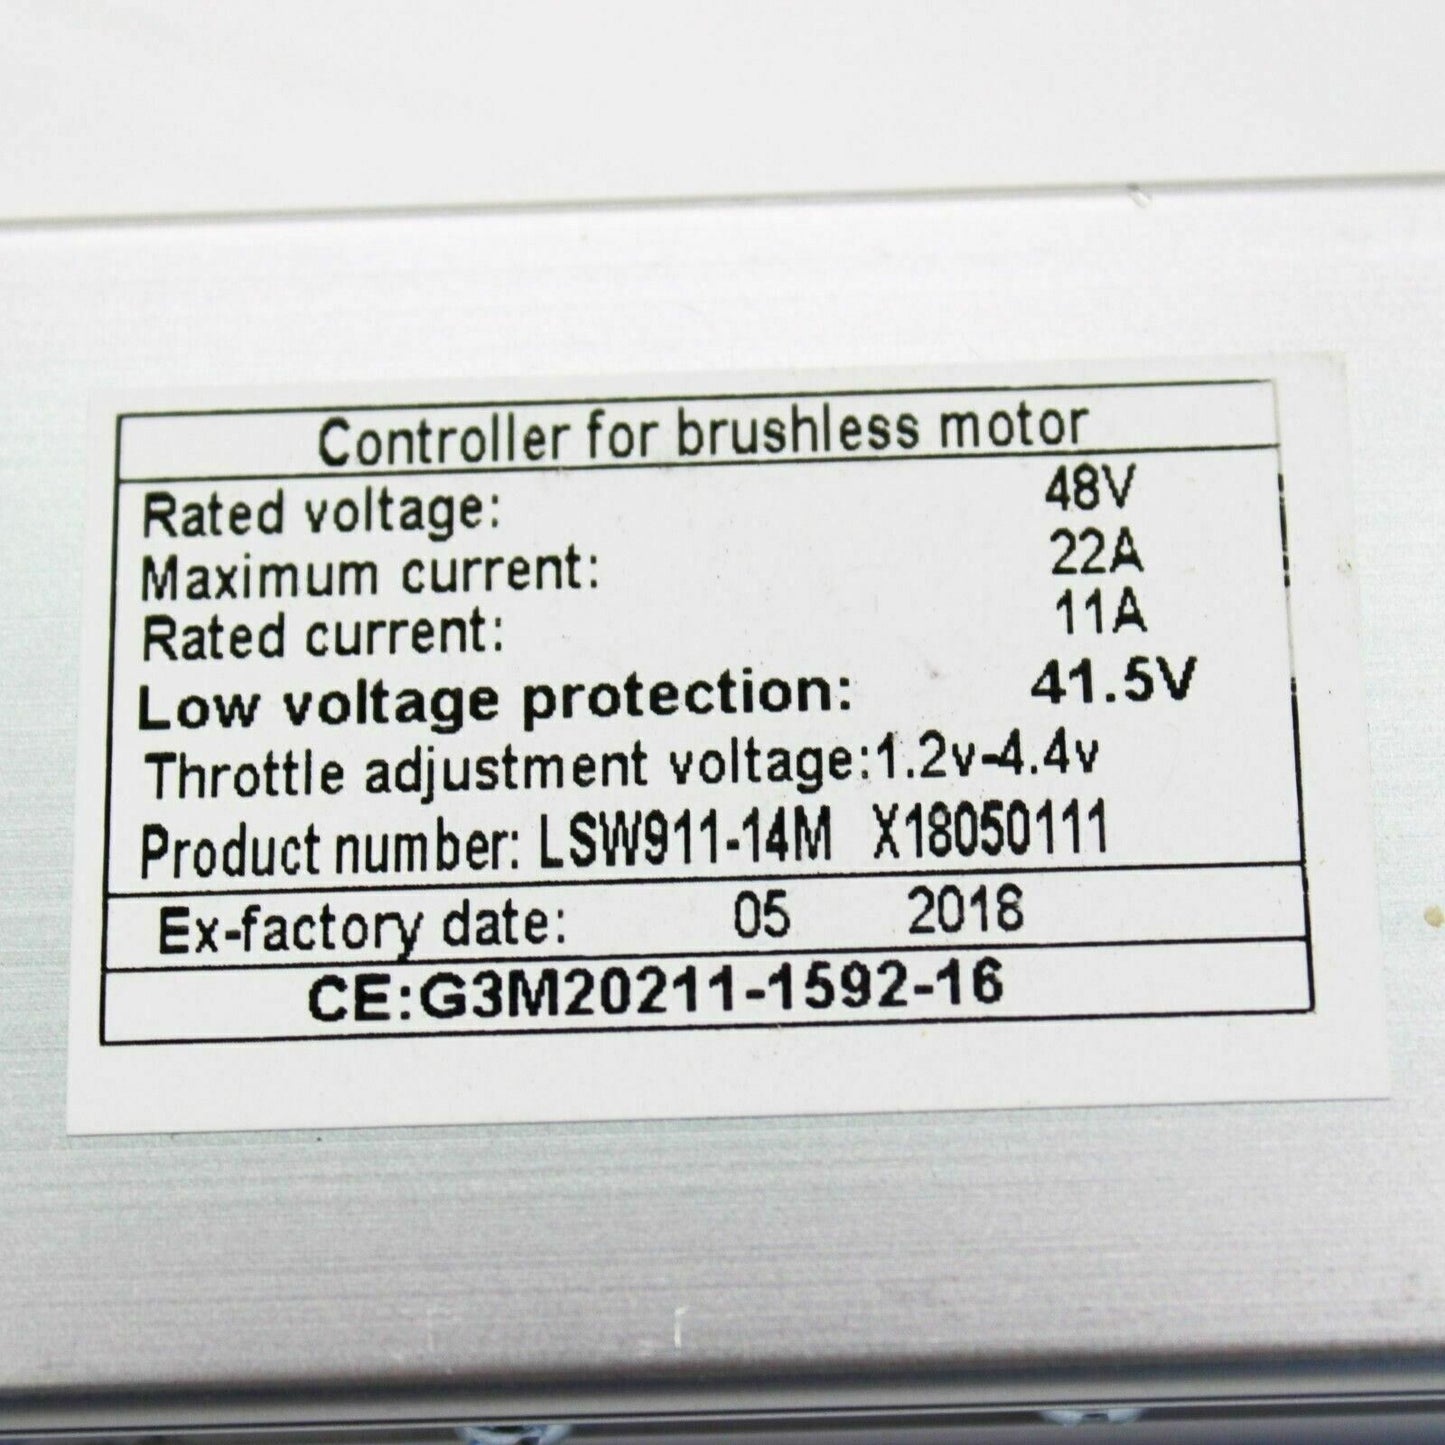 Controller for brushless motor
Rated voltage: 48V
Maximum current: 22A
Rated current: 11A
Low voltage protection: 41.5V
Throttle adjustment voltage:1.2v-4.4v
Product number: LSW911-14M X18050111
Ex-factory date: 05 2018
CE:G3M20211-1592-16